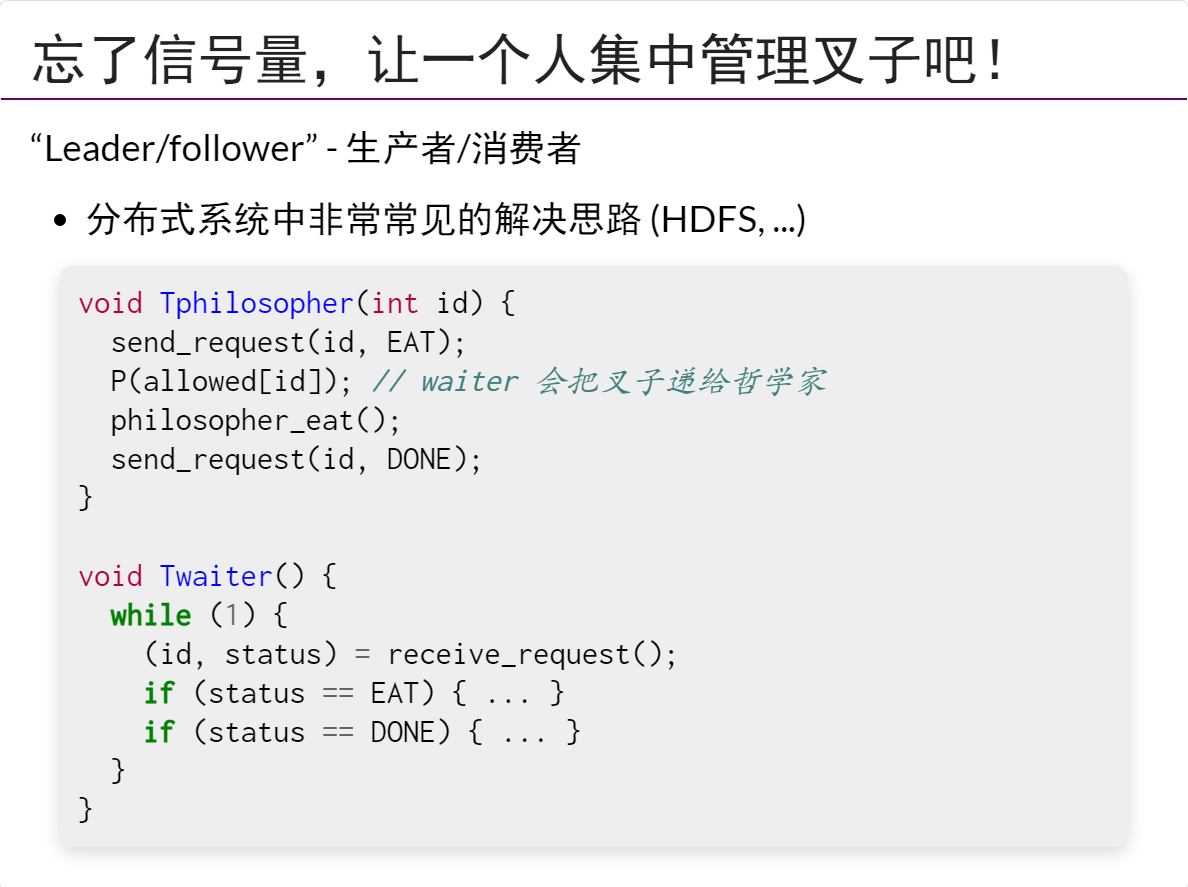 忘了信号量，让一个人集中管理叉子吧！
“Leader/follower” - 生产者/消费者
• 分布式系统中非常常见的解决思路 (HDFS, ...)
void Tphilosopher(int id) {
  send_request(id, EAT);
  P(allowed[id]); // waiter 会把叉子递给哲学家
  philosopher_eat();
  send_request(id, DONE);
}

void Twaiter() {
  while (1) {
    (id, status) = receive_request();
    if (status == EAT) { ... }
    if (status == DONE) { ... }
  }
}